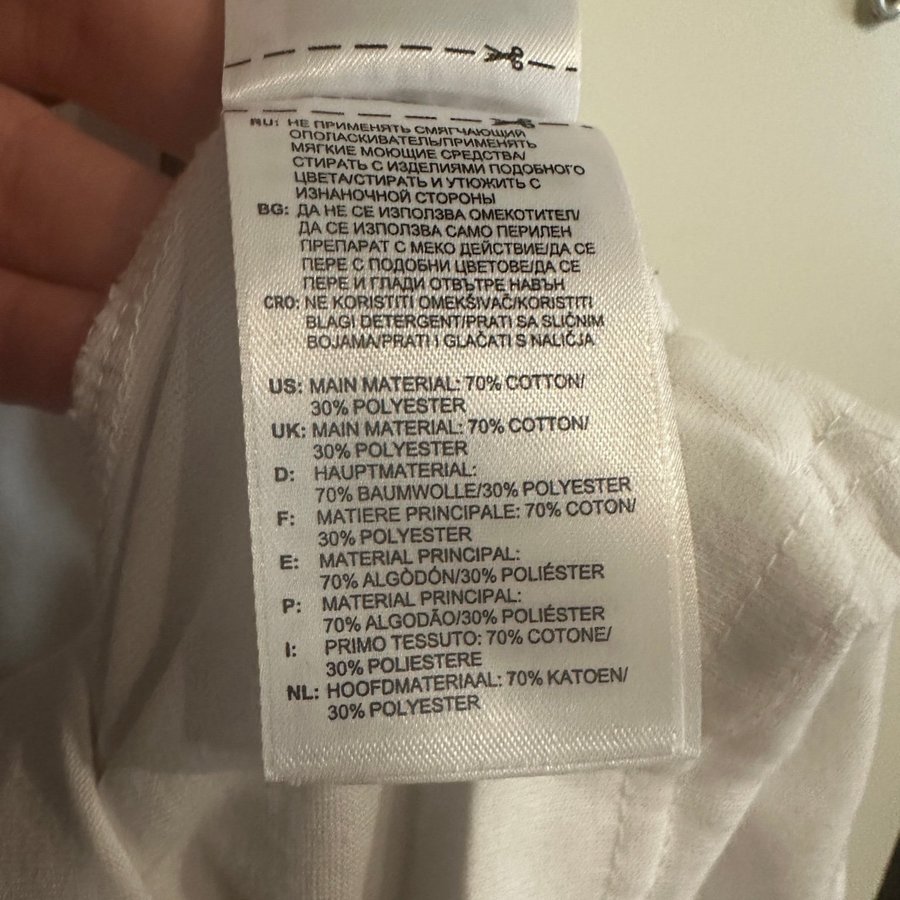 RU: НЕ ПРИМЕНЯТЬ СМЯГЧАЮЩИЙ
ОПОЛАСКИВАТЕЛЬ/ПРИМЕНЯТЬ
МЯГКИЕ МОЮЩИЕ СРЕДСТВА/
СТИРАТЬ С ИЗДЕЛИЯМИ ПОДОБНОГО
ЦВЕТА/СТИРАТЬ И УТЮЖИТЬ С
ИЗНАНОЧНОЙ СТОРОНЫ
BG: ДА НЕ СЕ ИЗПОЛЗВА ОМЕКОТИТЕЛ/
ДА СЕ ИЗПОЛЗВА САМО ПЕРИЛЕН
ПРЕПАРАТ С МЕКО ДЕЙСТВИЕ/ДА СЕ
ПЕРЕ С ПОДОБНИ ЦВЕТОВЕ/ДА СЕ
ПЕРЕ И ГЛАДИ ОТВЪТРЕ НАВЪН
CRO: NE KORISTITI OMEKŠIVAČ/KORISTITI
BLAGI DETERGENT/PRATI SA SLIČNIM
BOJAMA/PRATI I GLAČATI S NALIČJA
US: MAIN MATERIAL: 70% COTTON/
30% POLYESTER
UK: MAIN MATERIAL: 70% COTTON/
30% POLYESTER
D: HAUPTMATERIAL:
70% BAUMWOLLE/30% POLYESTER
F: MATIERE PRINCIPALE: 70% COTON/
30% POLYESTER
E: MATERIAL PRINCIPAL:
70% ALGÒDÓN/30% POLIÉSTER
P: MATERIAL PRINCIPAL:
70% ALGODÃO/30% POLIÉSTER
I: PRIMO TESSUTO: 70% COTONE/
30% POLIESTERE
NL: HOOFDMATERIAAL: 70% KATOEN/
30% POLYESTER